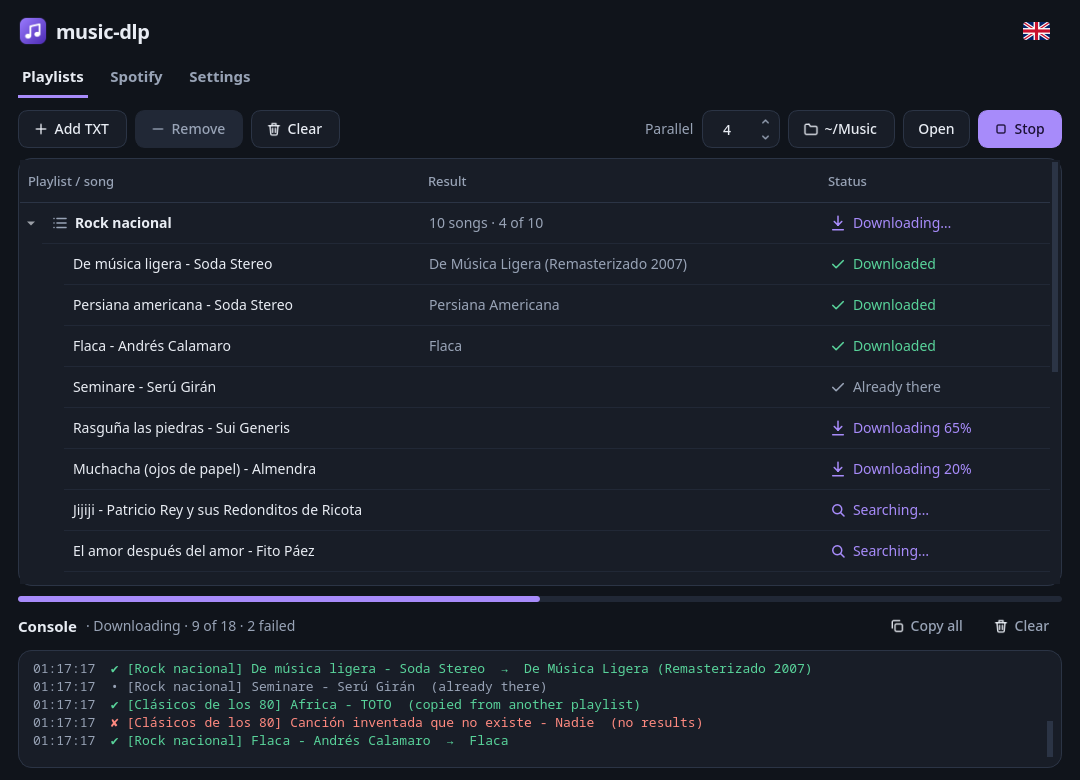 music-dlp
Playlists Spotify Settings
Add TXT Remove Clear Parallel 4 ~/Music Open Stop
Playlist / song Result Status
Rock nacional 10 songs · 4 of 10 Downloading...
De música ligera - Soda Stereo De Música Ligera (Remasterizado 2007) Downloaded
Persiana americana - Soda Stereo Persiana Americana Downloaded
Flaca - Andrés Calamaro Flaca Downloaded
Seminare - Serú Girán Already there
Rasguña las piedras - Sui Generis Downloading 65%
Muchacha (ojos de papel) - Almendra Downloading 20%
Jijiji - Patricio Rey y sus Redonditos de Ricota Searching...
El amor después del amor - Fito Páez Searching...
Console · Downloading · 9 of 18 · 2 failed Copy all Clear
01:17:17 ✔ [Rock nacional] De música ligera - Soda Stereo → De Música Ligera (Remasterizado 2007)
01:17:17 • [Rock nacional] Seminare - Serú Girán (already there)
01:17:17 ✔ [Clásicos de los 80] Africa - TOTO (copied from another playlist)
01:17:17 ✘ [Clásicos de los 80] Canción inventada que no existe - Nadie (no results)
01:17:17 ✔ [Rock nacional] Flaca - Andrés Calamaro → Flaca